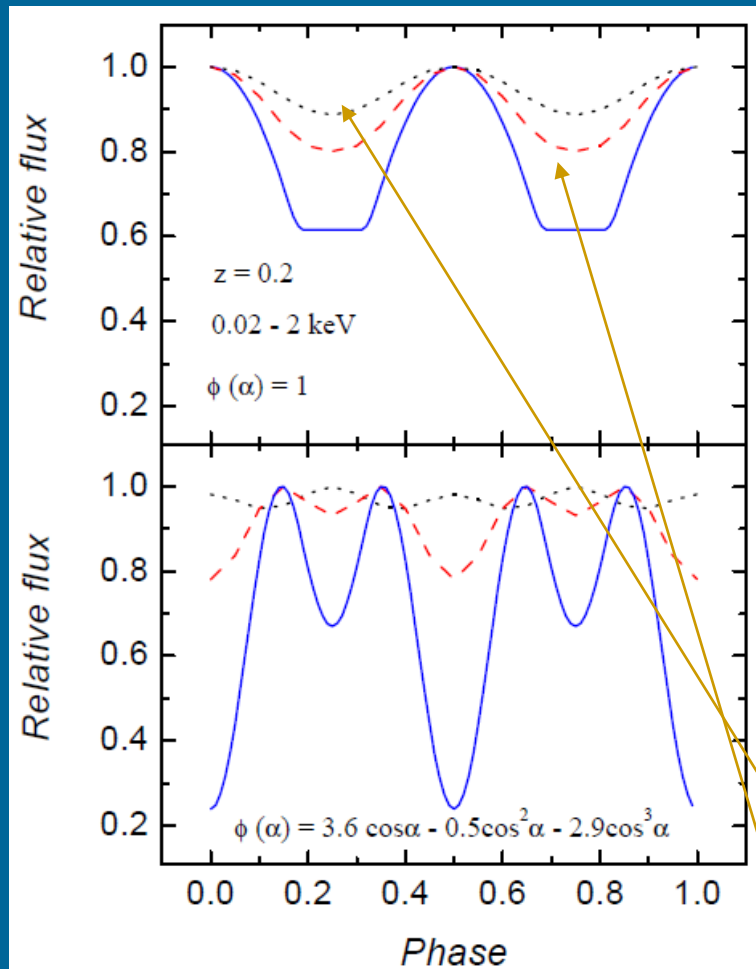 1.0
0.8
0.6
0.4
0.2
Relative flux
z = 0.2
0.02 - 2 keV
ϕ (α) = 1
1.0
0.8
0.6
0.4
0.2
Relative flux
ϕ (α) = 3.6 cosα - 0.5cos²α - 2.9cos³α
0.0 0.2 0.4 0.6 0.8 1.0
Phase